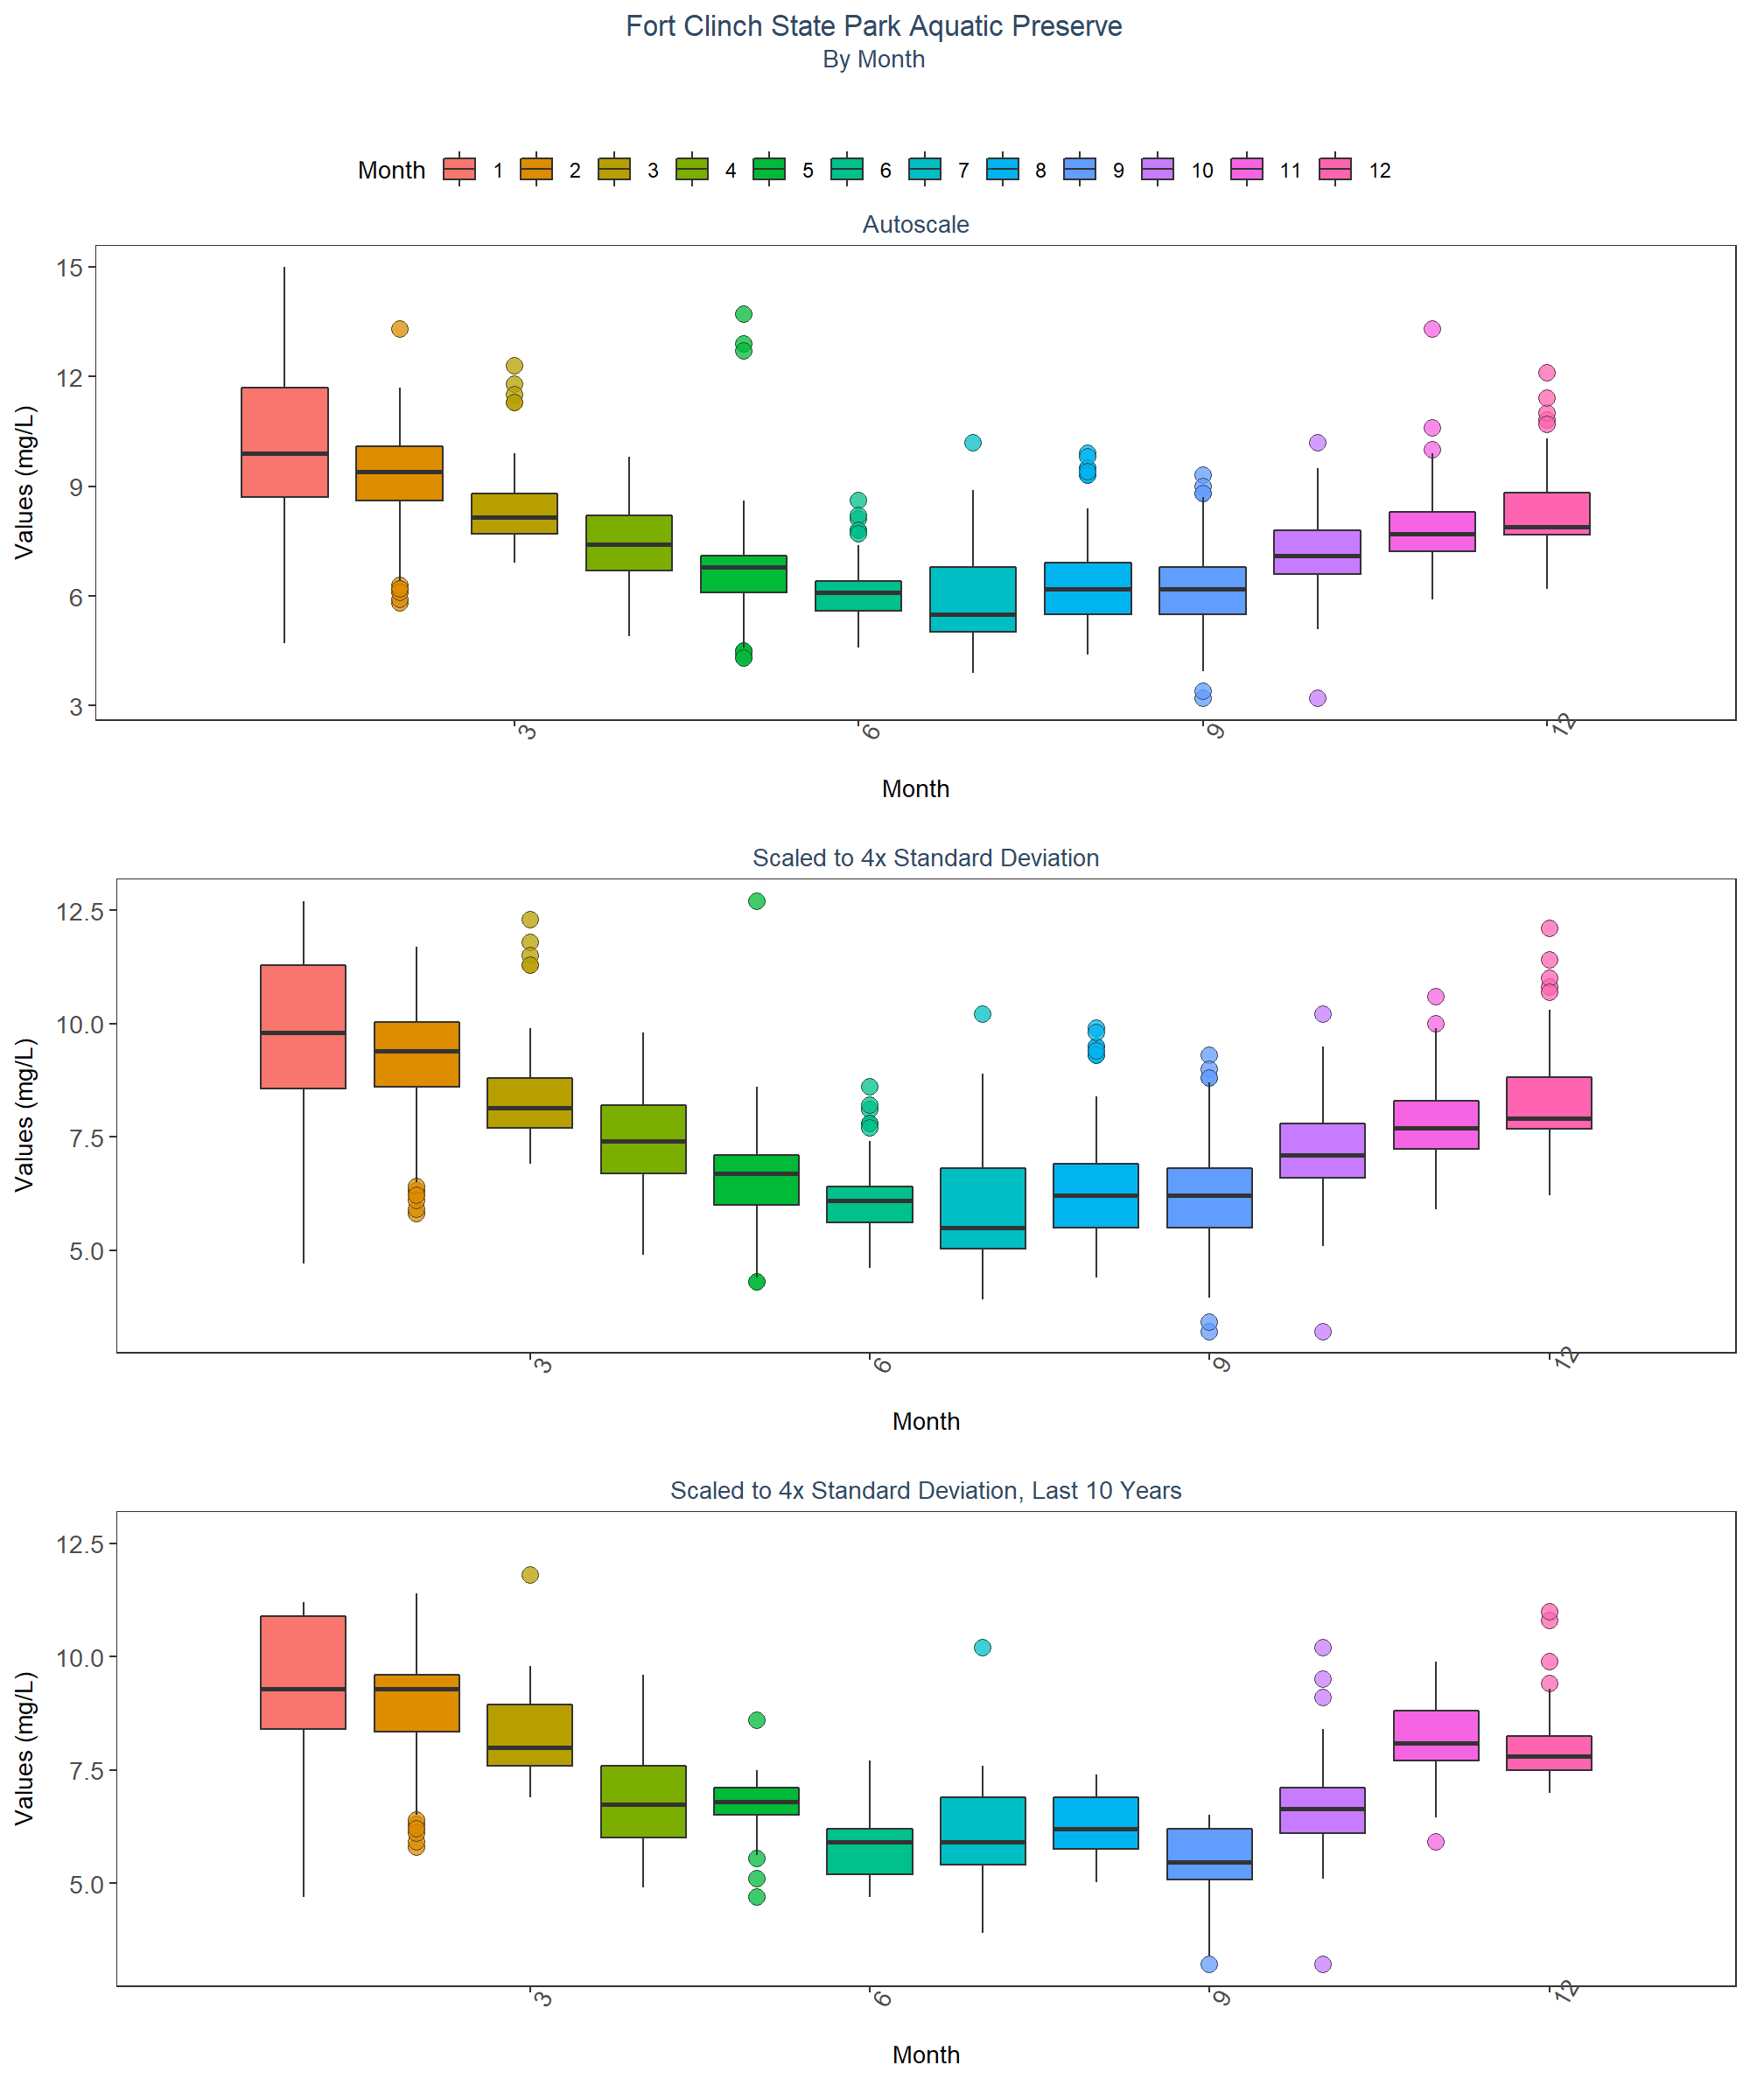 Fort Clinch State Park Aquatic Preserve
By Month
Month 1 2 3 4 5 6 7 8 9 10 11 12
Autoscale
Values (mg/L)
15
12
9
6
3
3 6 9 12
Month
Scaled to 4x Standard Deviation
Values (mg/L)
12.5
10.0
7.5
5.0
3 6 9 12
Month
Scaled to 4x Standard Deviation, Last 10 Years
Values (mg/L)
12.5
10.0
7.5
5.0
3 6 9 12
Month